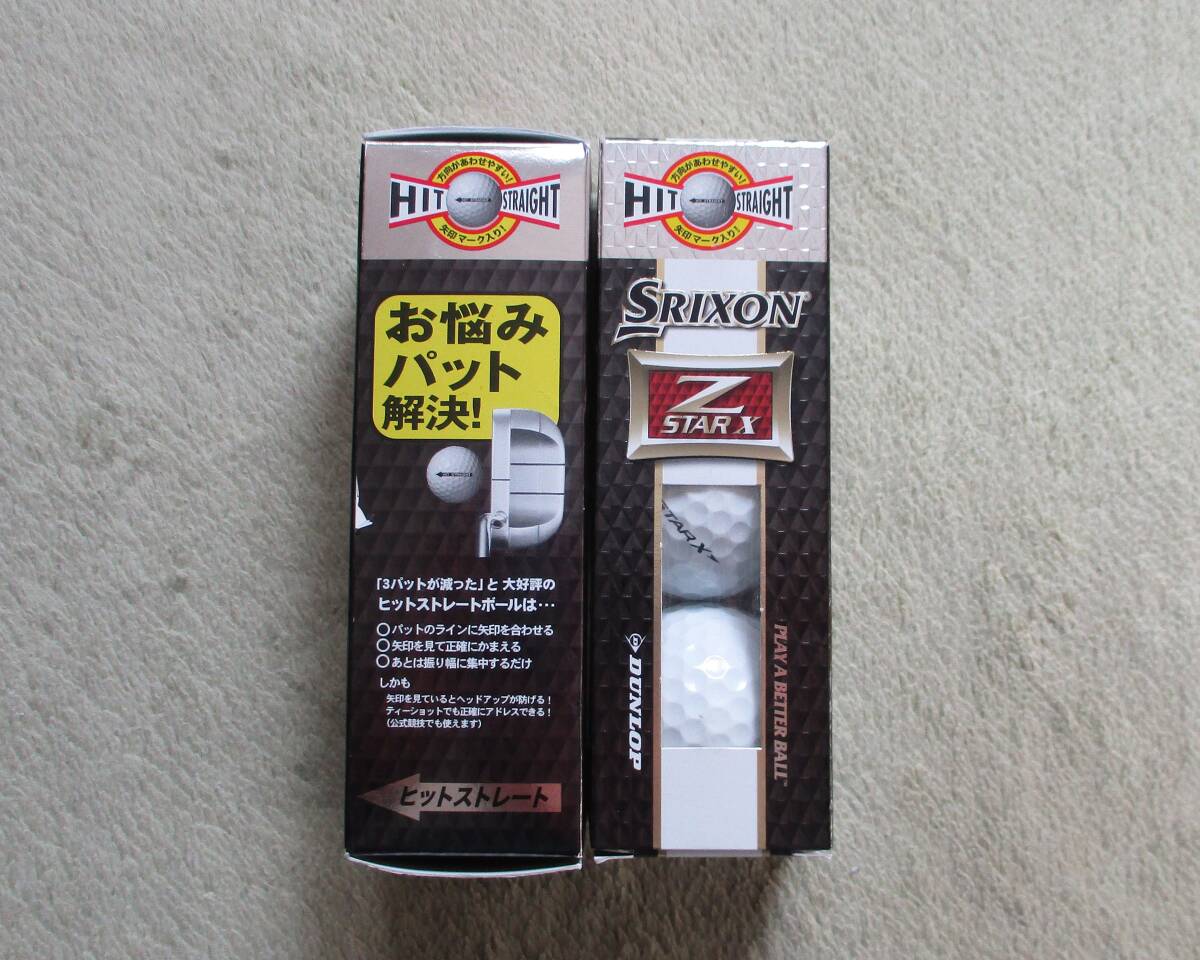 方向があわせやすい!
HIT STRAIGHT
HIT STRAIGHT
矢印マーク入り!
お悩み
パット
解決!
HIT STRAIGHT
「3パットが減った」と 大好評の
ヒットストレートボールは…
○パットのラインに矢印を合わせる
○矢印を見て正確にかまえる
○あとは振り幅に集中するだけ
しかも
矢印を見ているとヘッドアップが防げる!
ティーショットでも正確にアドレスできる!
(公式競技でも使えます)
ヒットストレート
方向があわせやすい!
HIT STRAIGHT
HIT STRAIGHT
矢印マーク入り!
SRIXON
Z
STAR X
STAR X
DUNLOP
PLAY A BETTER BALL™